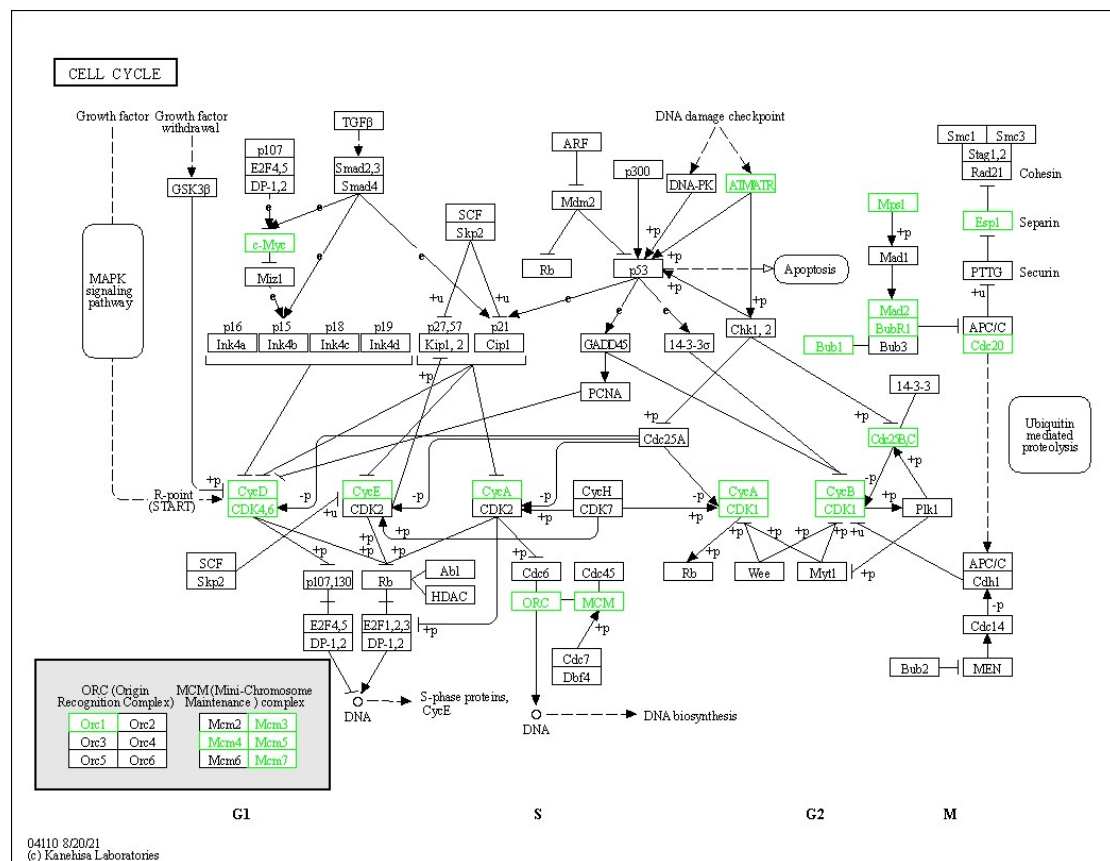 CELL CYCLE
Growth factor
Growth factor
withdrawal
TGFβ
DNA damage checkpoint
Smc1
Smc3
Stag1,2
Rad21
Cohesin
p107
E2F4,5
DP-1,2
Smad2,3
Smad4
ARF
p300
DNA-PK
ATM/ATR
GSK3β
Mdm2
Mps1
SCF
Skp2
Esp1
Separin
e
e
e
e
c-Myc
+p
+p
+p
Mad1
MAPK
signaling
pathway
Miz1
Rb
p53
Apoptosis
PTTG
Securin
+p
e
e
+u
+u
e
e
+p
+u
Mad2
BubR1
Bub3
Bub1
APC/C
Cdc20
p16
Ink4a
p15
Ink4b
p18
Ink4c
p19
Ink4d
p27,57
Kip1, 2
p21
Cip1
GADD45
14-3-3σ
Chk1, 2
+p
PCNA
14-3-3
Ubiquitin
mediated
proteolysis
+p
+p
Cdc25A
Cdc25B,C
+p
R-point
(START)
+p
CycD
CDK4,6
-p
+u
CycE
CDK2
-p
CycA
CDK2
-p
+p
CycH
CDK7
-p
+p
CycA
CDK1
CycB
CDK1
-p
+p
Plk1
+p
+p
+p
+p
+p
+p
+p
+p
+u
SCF
Skp2
p107,130
Rb
Abl
HDAC
Cdc6
Cdc45
Rb
Wee
Myt1
+p
APC/C
Cdh1
ORC
MCM
-p
E2F4,5
DP-1,2
E2F1,2,3
DP-1,2
+p
+p
Cdc14
Cdc7
Dbf4
Bub2
MEN
ORC (Origin
Recognition Complex)
MCM (Mini-Chromosome
Maintenance ) complex
Orc1
Orc2
Orc3
Orc4
Orc5
Orc6
Mcm2
Mcm3
Mcm4
Mcm5
Mcm6
Mcm7
DNA
S-phase proteins,
CycE
DNA
DNA biosynthesis
G1
S
G2
M
04110 8/20/21
(c) Kanehisa Laboratories